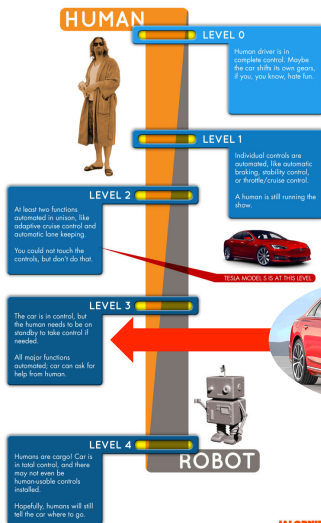 HUMAN
LEVEL 0
Human driver is in
complete control. Maybe
the car shifts its own gears,
if you, you know, hate fun.
LEVEL 1
Individual controls are
automated, like automatic
braking, stability control,
or throttle/cruise control.
A human is still running the
show.
LEVEL 2
At least two functions
automated in unison, like
adaptive cruise control and
automatic lane keeping.
You could not touch the
controls, but don't do that.
TESLA MODEL S IS AT THIS LEVEL
LEVEL 3
The car is in control, but
the human needs to be on
standby to take control if
needed.
All major functions
automated; car can ask for
help from human.
LEVEL 4
Humans are cargo! Car is
in total control, and there
may not even be
human-usable controls
installed.
Hopefully, humans will still
tell the car where to go.
ROBOT